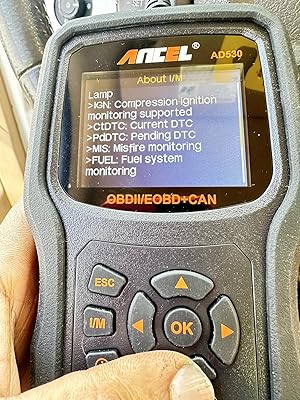 ANCEL®
AD530
About I/M
Lamp
>IGN: Compression ignition
monitoring supported
>CtDTC: Current DTC
>PdDTC: Pending DTC
>MIS: Misfire monitoring
>FUEL: Fuel system
monitoring
OBDII/EOBD+CAN
ESC
I/M
OK